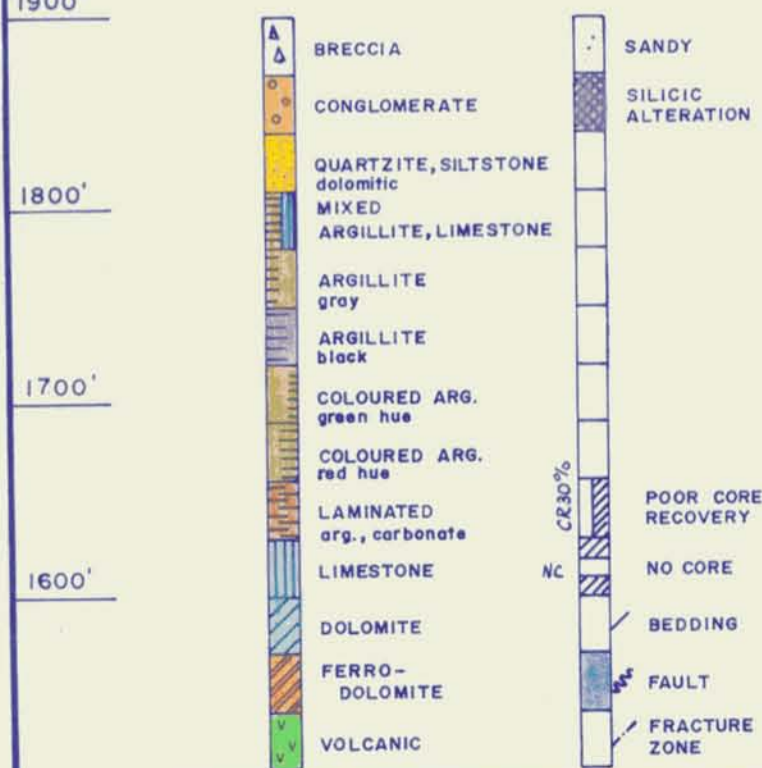 1900'
1800'
1700'
1600'
BRECCIA
CONGLOMERATE
QUARTZITE, SILTSTONE
dolomitic
MIXED
ARGILLITE, LIMESTONE
ARGILLITE
gray
ARGILLITE
black
COLOURED ARG.
green hue
COLOURED ARG.
red hue
LAMINATED
arg., carbonate
LIMESTONE
DOLOMITE
FERRO-
DOLOMITE
VOLCANIC
SANDY
SILICIC
ALTERATION
CR30%
POOR CORE
RECOVERY
NC
NO CORE
BEDDING
FAULT
FRACTURE
ZONE